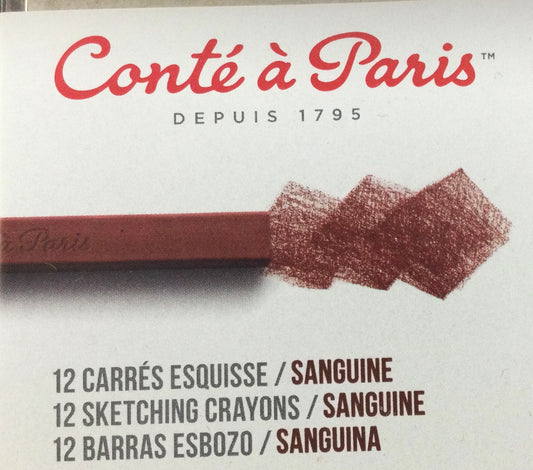 Conté à Paris™
DEPUIS 1795
à Paris
12 CARRÉS ESQUISSE / SANGUINE
12 SKETCHING CRAYONS / SANGUINE
12 BARRAS ESBOZO / SANGUINA